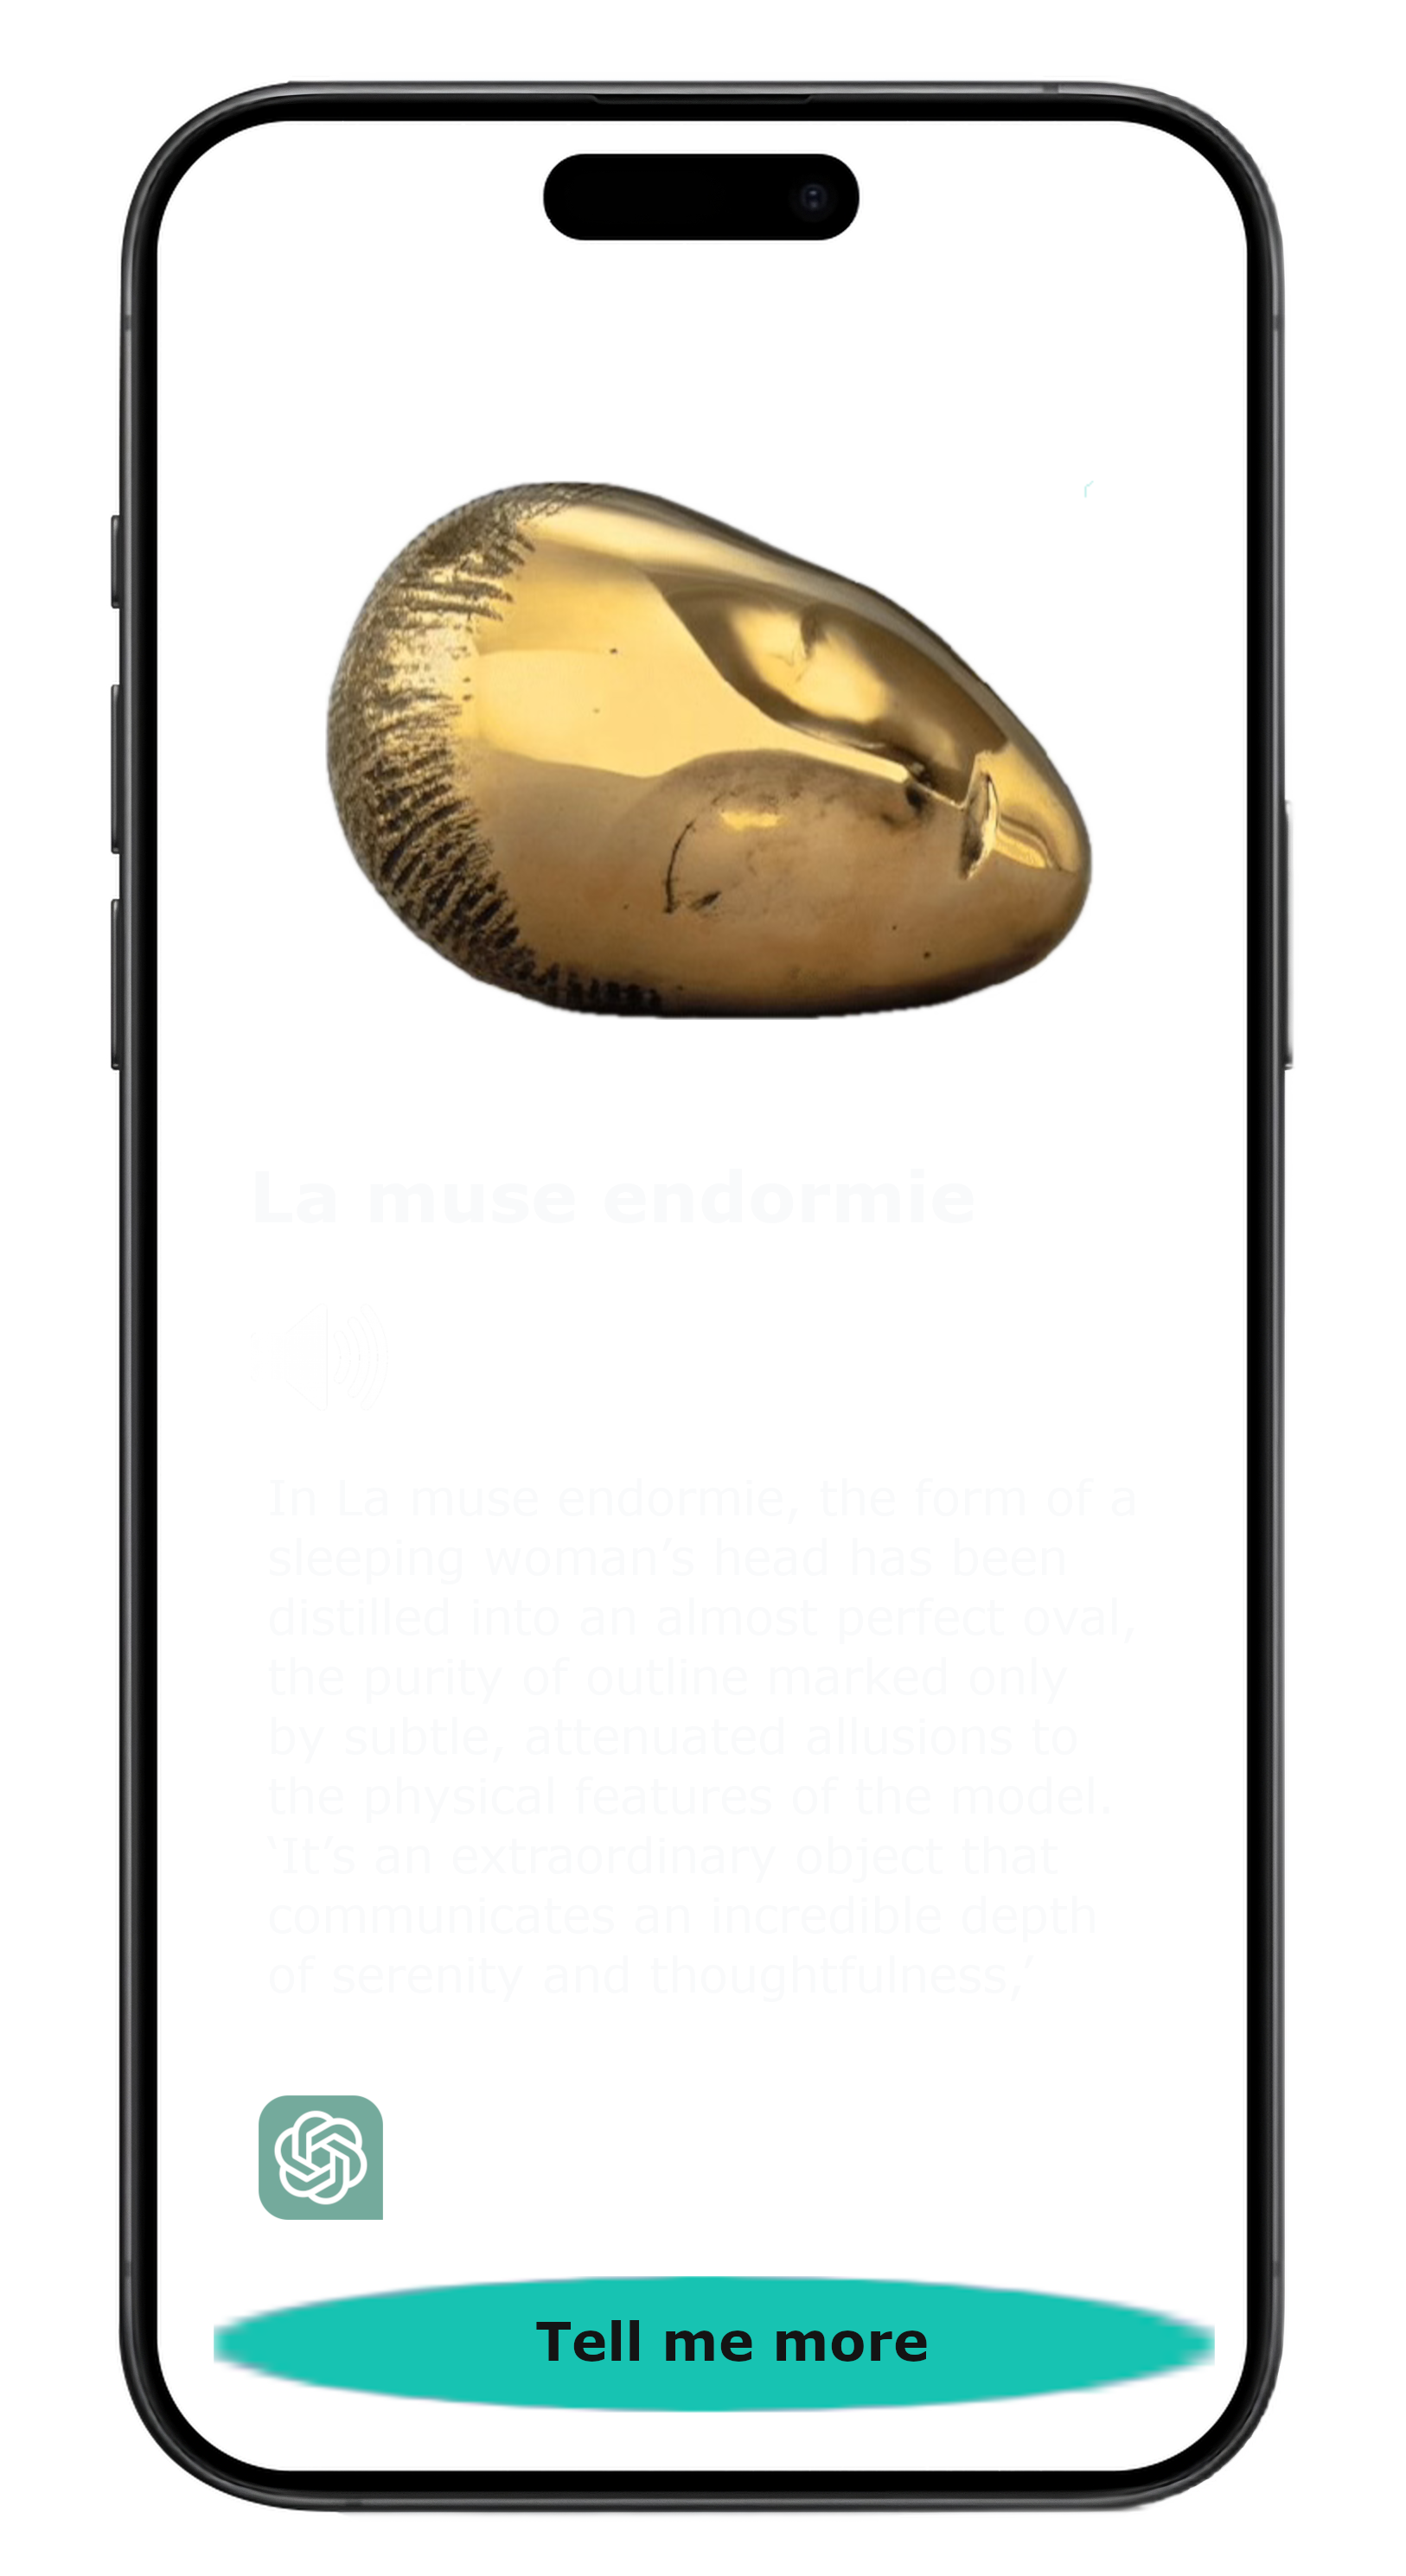 La muse endormie
In La muse endormie, the form of a
sleeping woman’s head has been
distilled into an almost perfect oval,
the purity of outline marked only
by subtle, attenuated allusions to
the physical features of the model.
‘It’s an extraordinary object that
communicates an incredible depth
of serenity and thoughtfulness,’
Tell me more